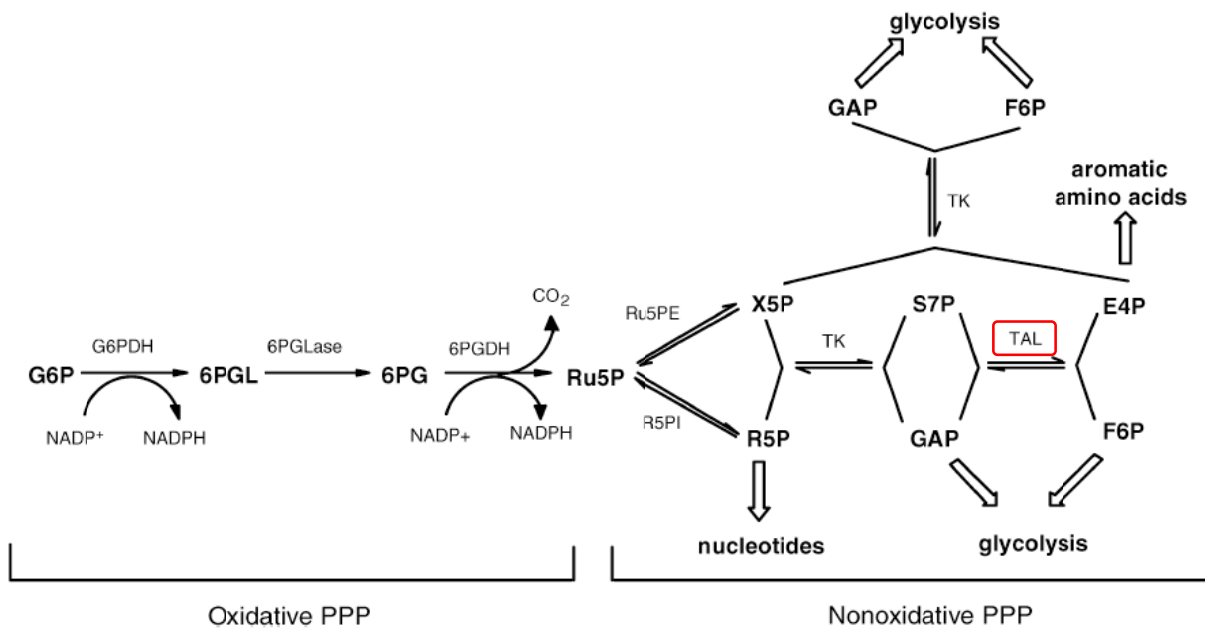 glycolysis
GAP
F6P
TK
aromatic
amino acids
CO2
Ru5PE
X5P
S7P
E4P
G6PDH
6PGLase
6PGDH
TK
TAL
G6P
6PGL
6PG
Ru5P
NADP+
NADPH
NADP+
NADPH
R5PI
R5P
GAP
F6P
nucleotides
glycolysis
Oxidative PPP
Nonoxidative PPP